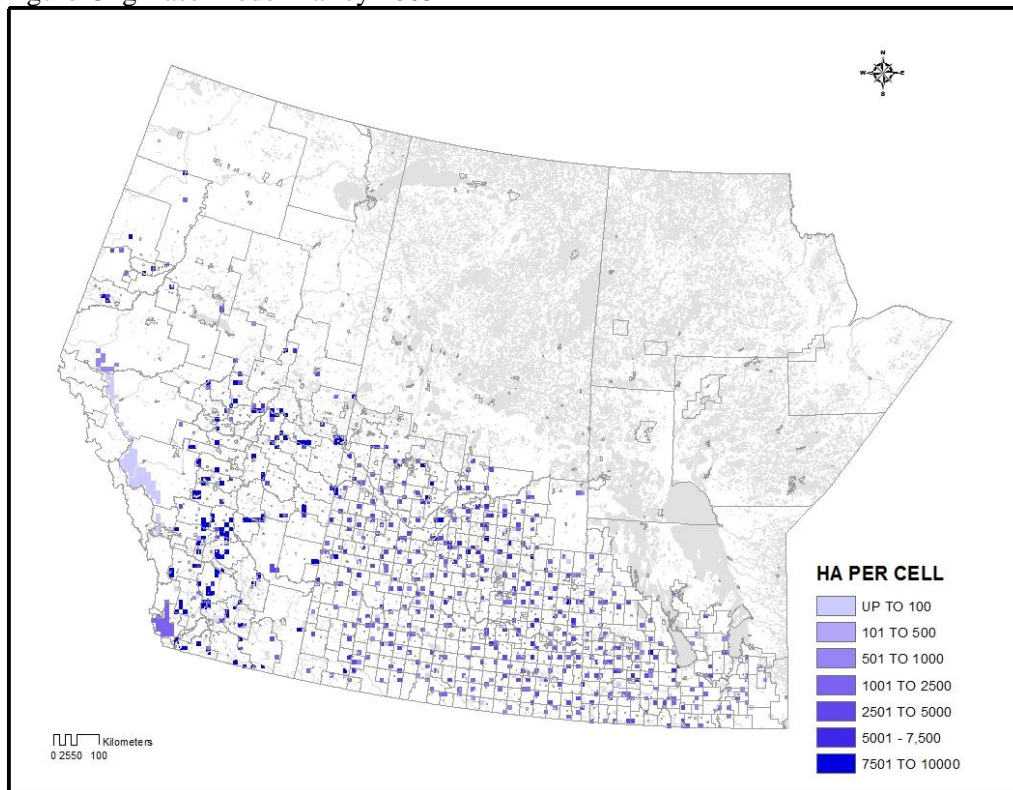 N
W E
S
HA PER CELL
UP TO 100
101 TO 500
501 TO 1000
1001 TO 2500
2501 TO 5000
5001 - 7,500
7501 TO 10000
Kilometers
0 2550 100